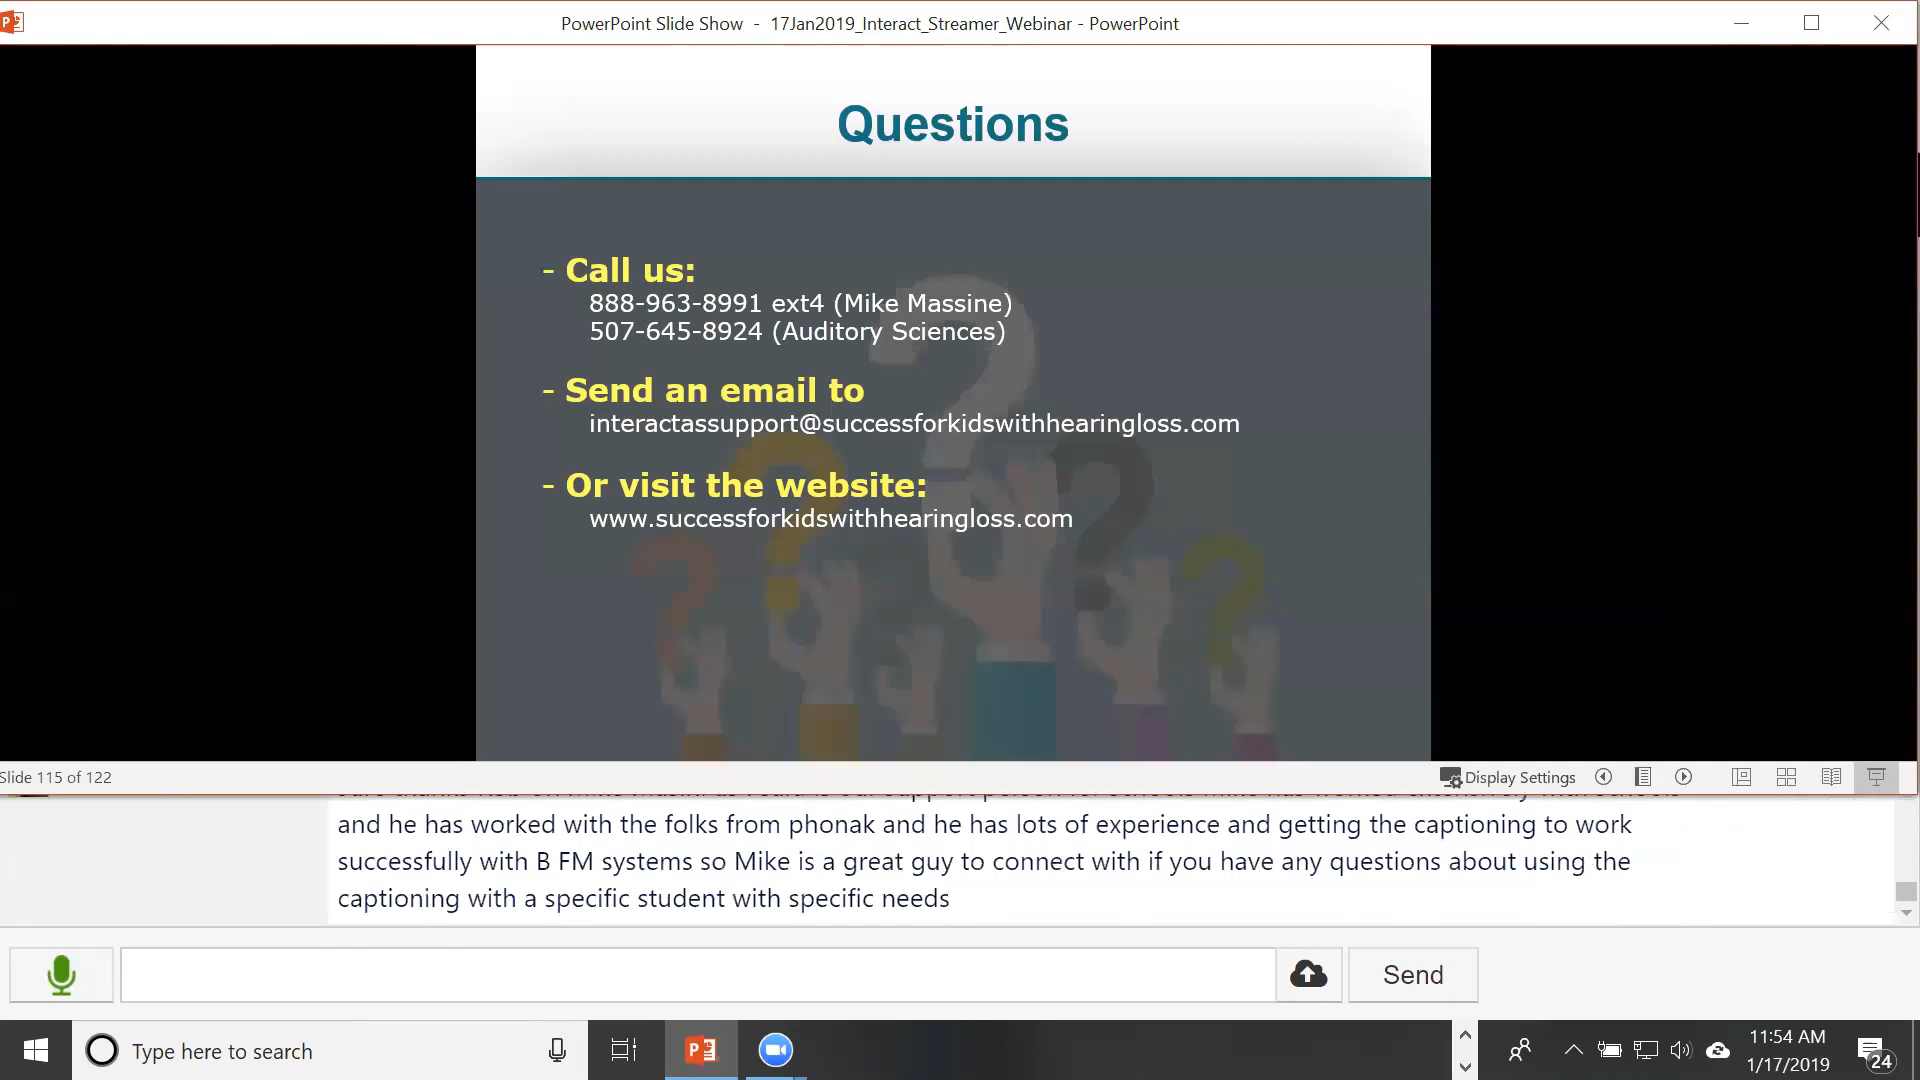 PowerPoint Slide Show - 17Jan2019_Interact_Streamer_Webinar - PowerPoint
Questions
- Call us:
888-963-8991 ext4 (Mike Massine)
507-645-8924 (Auditory Sciences)
- Send an email to
interactassupport@successforkidswithhearingloss.com
- Or visit the website:
www.successforkidswithhearingloss.com
Slide 115 of 122
Display Settings
and he has worked with the folks from phonak and he has lots of experience and getting the captioning to work
successfully with B FM systems so Mike is a great guy to connect with if you have any questions about using the
captioning with a specific student with specific needs
Send
Type here to search
11:54 AM
1/17/2019
24